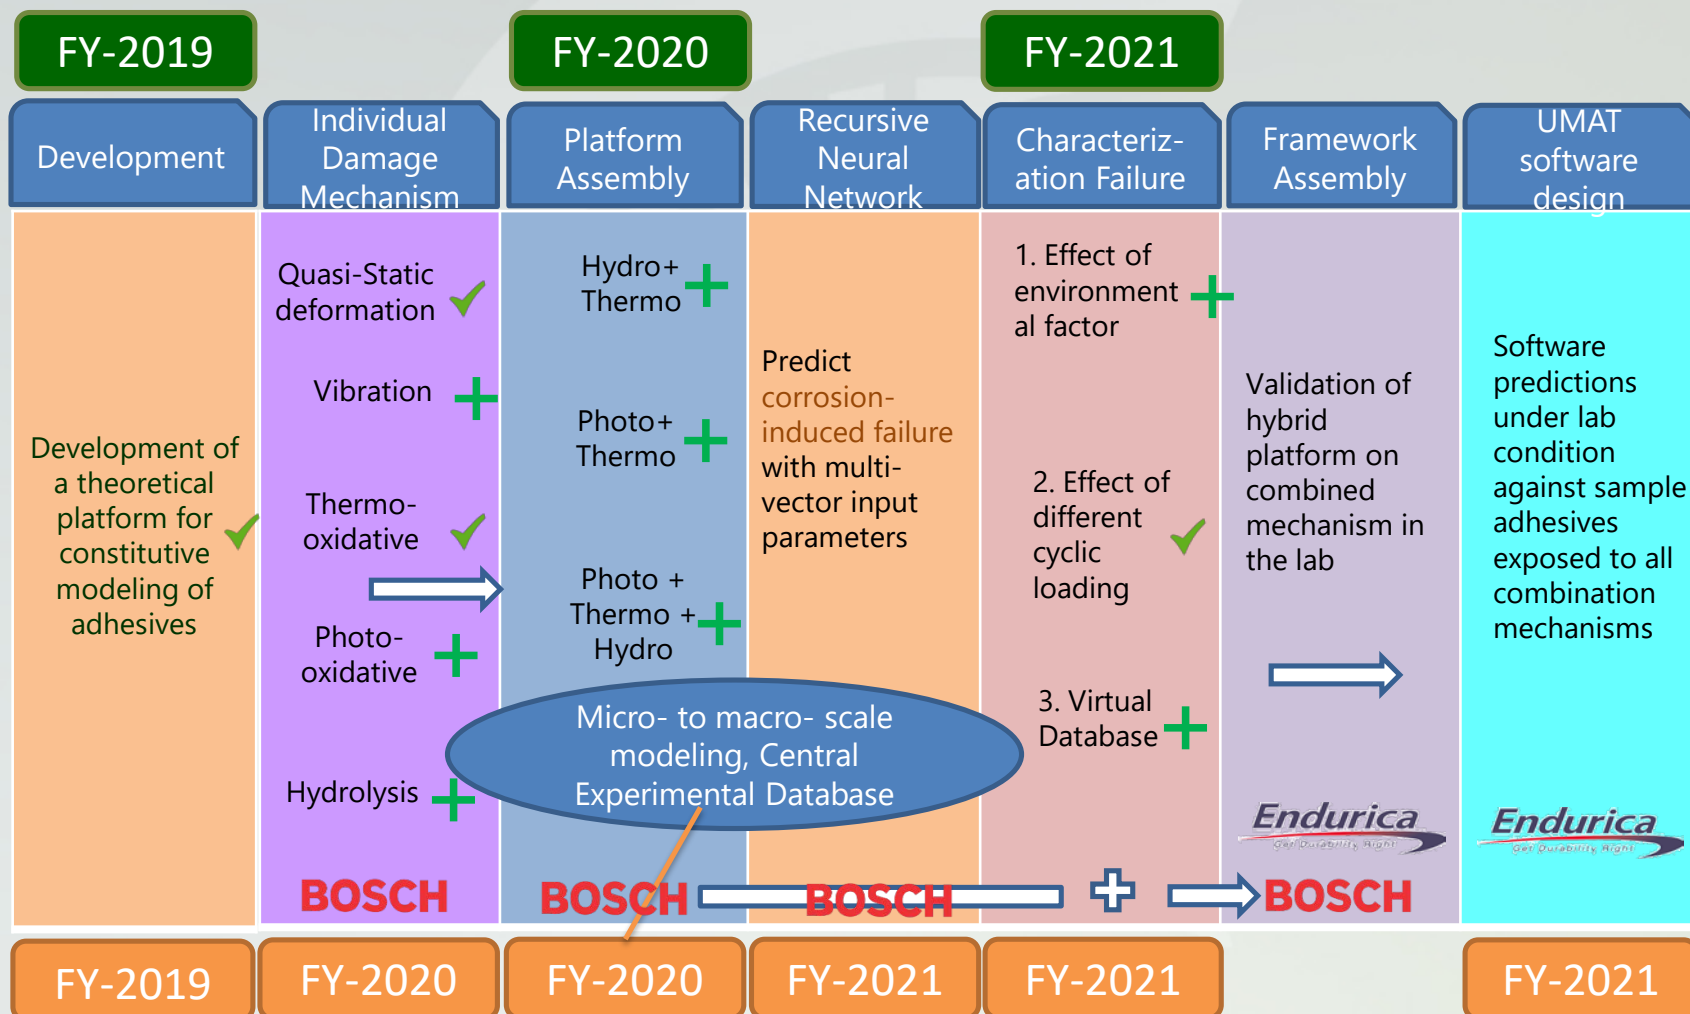 FY-2019
FY-2020
FY-2021
Development
Individual
Damage
Mechanism
Platform
Assembly
Recursive
Neural
Network
Characteriz-
ation Failure
Framework
Assembly
UMAT
software
design
Development of
a theoretical
platform for
constitutive
modeling of
adhesives
Quasi-Static
deformation
Vibration
Thermo-
oxidative
Photo-
oxidative
Hydrolysis
BOSCH
Hydro+
Thermo
Photo+
Thermo
Photo +
Thermo +
Hydro
Micro- to macro- scale
modeling, Central
Experimental Database
BOSCH
Predict
corrosion-
induced failure
with multi-
vector input
parameters
BOSCH
1. Effect of
environment
al factor
2. Effect of
different
cyclic
loading
3. Virtual
Database
Validation of
hybrid
platform on
combined
mechanism in
the lab
Endurica
Get Durability Right
BOSCH
Software
predictions
under lab
condition
against sample
adhesives
exposed to all
combination
mechanisms
Endurica
Get Durability Right
FY-2019
FY-2020
FY-2020
FY-2021
FY-2021
FY-2021